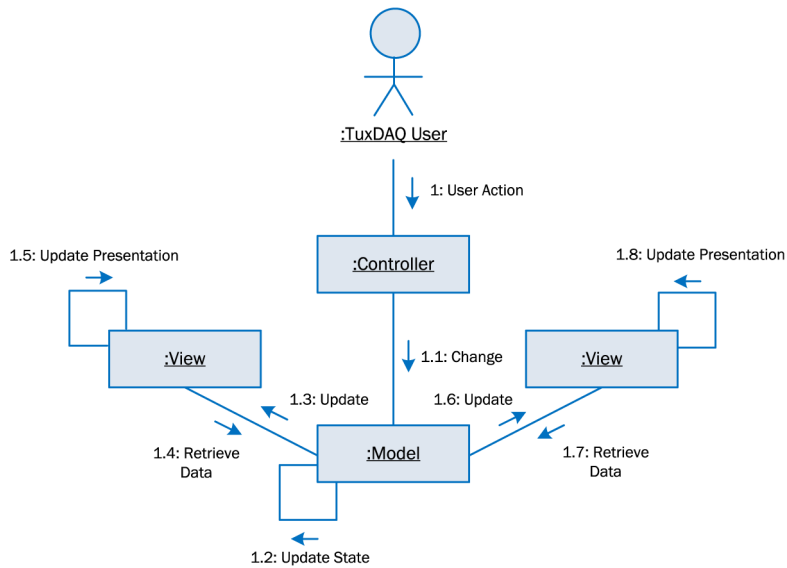 :TuxDAQ User
1: User Action
1.5: Update Presentation
1.8: Update Presentation
:Controller
:View
1.1: Change
:View
1.3: Update
1.6: Update
1.4: Retrieve
Data
:Model
1.7: Retrieve
Data
1.2: Update State